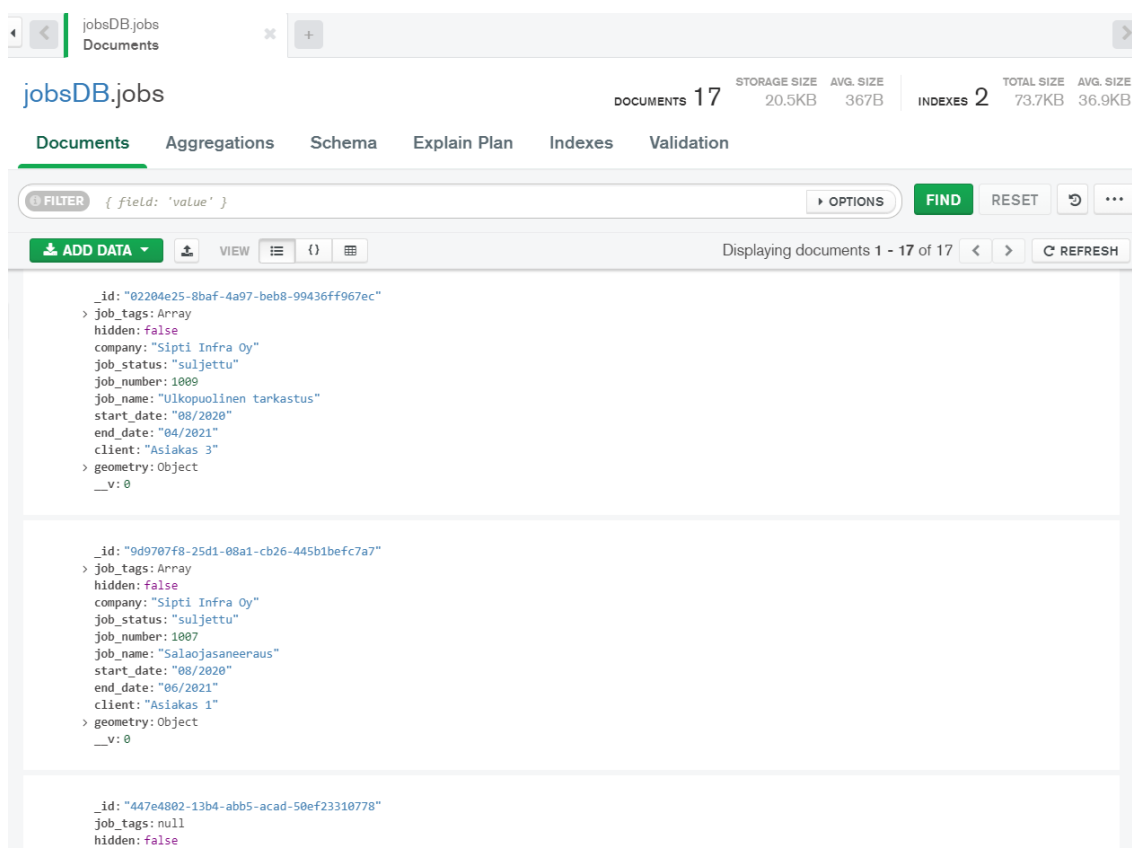 jobsDB.jobs
Documents
jobsDB.jobs
DOCUMENTS 17
STORAGE SIZE
20.5KB
AVG. SIZE
367B
INDEXES 2
TOTAL SIZE
73.7KB
AVG. SIZE
36.9KB
Documents Aggregations Schema Explain Plan Indexes Validation
FILTER { field: 'value' } OPTIONS FIND RESET
ADD DATA VIEW {} Displaying documents 1 - 17 of 17 REFRESH
_id: "02204e25-8baf-4a97-beb8-99436ff967ec"
job_tags: Array
hidden: false
company: "Sipti Infra Oy"
job_status: "suljettu"
job_number: 1009
job_name: "Ulkopuolinen tarkastus"
start_date: "08/2020"
end_date: "04/2021"
client: "Asiakas 3"
geometry: Object
__v: 0
_id: "9d9707f8-25d1-08a1-cb26-445b1befc7a7"
job_tags: Array
hidden: false
company: "Sipti Infra Oy"
job_status: "suljettu"
job_number: 1007
job_name: "Salaojasaneeraus"
start_date: "08/2020"
end_date: "06/2021"
client: "Asiakas 1"
geometry: Object
__v: 0
_id: "447e4802-13b4-abb5-acad-50ef23310778"
job_tags: null
hidden: false